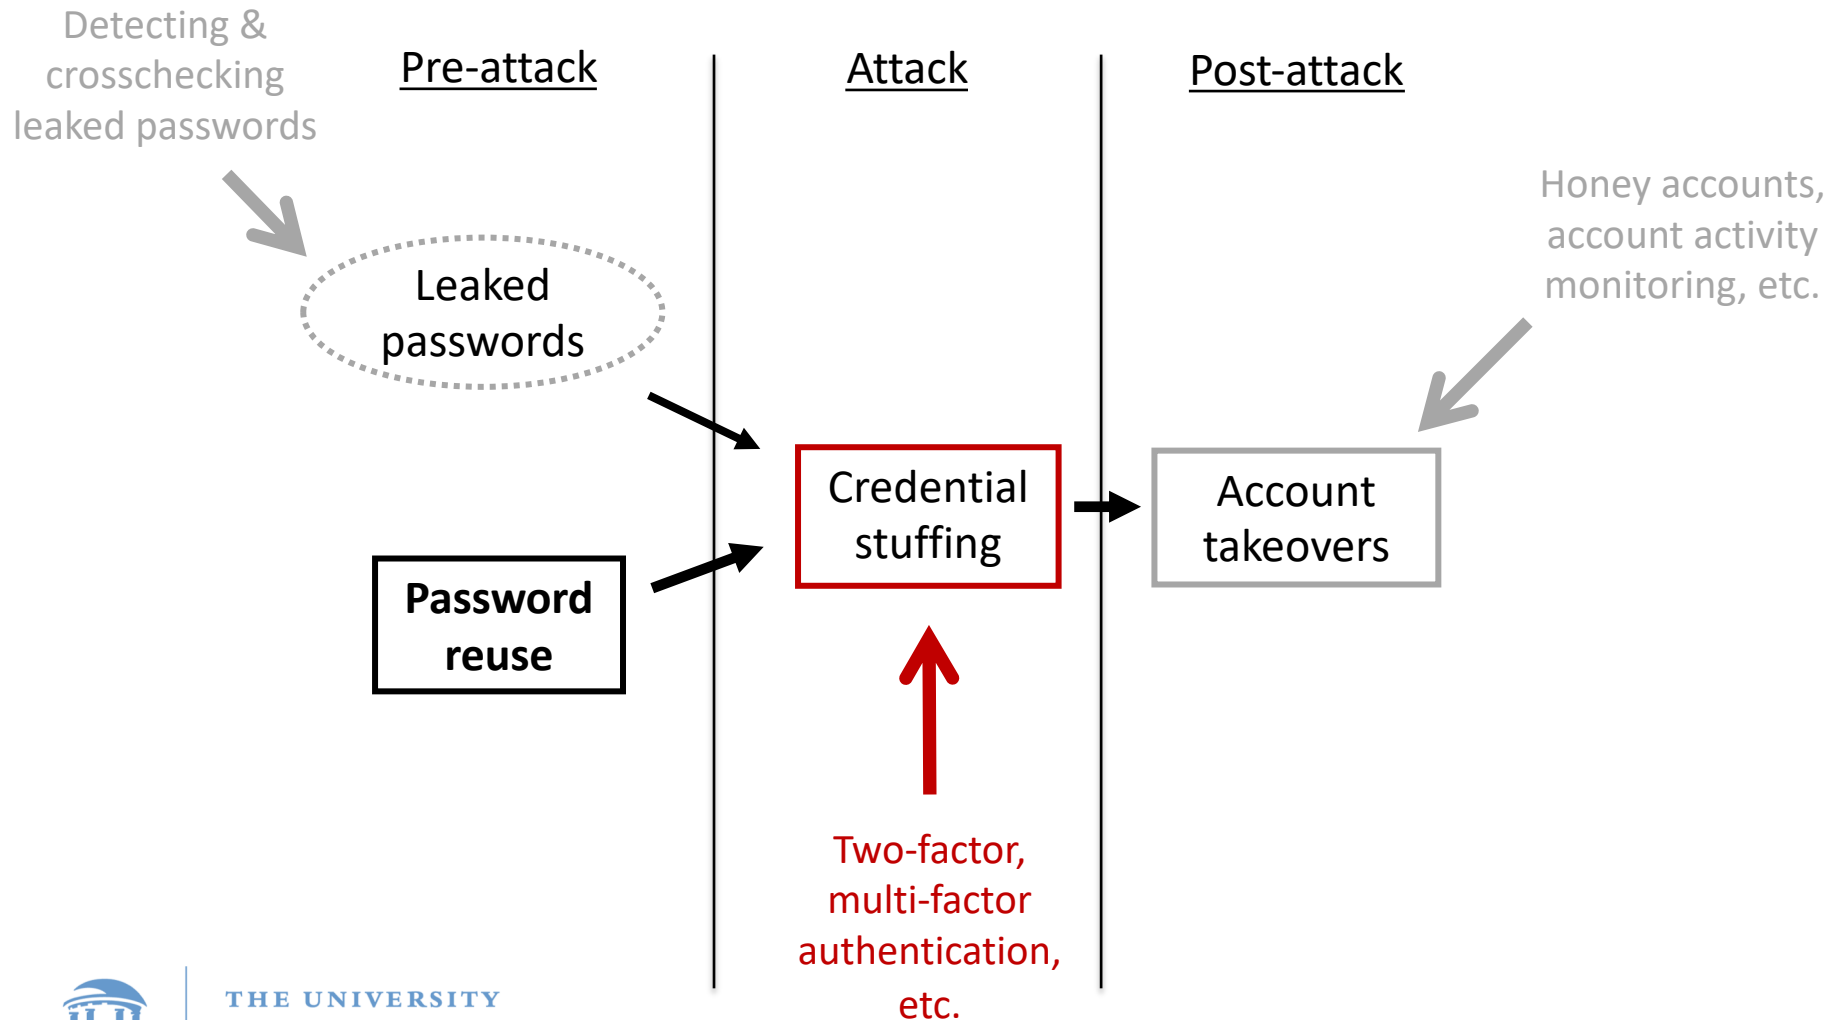 Detecting &
crosschecking
leaked passwords
Pre-attack
Attack
Post-attack
Honey accounts,
account activity
monitoring, etc.
Leaked
passwords
Credential
stuffing
Account
takeovers
Password
reuse
Two-factor,
multi-factor
authentication,
etc.
THE UNIVERSITY